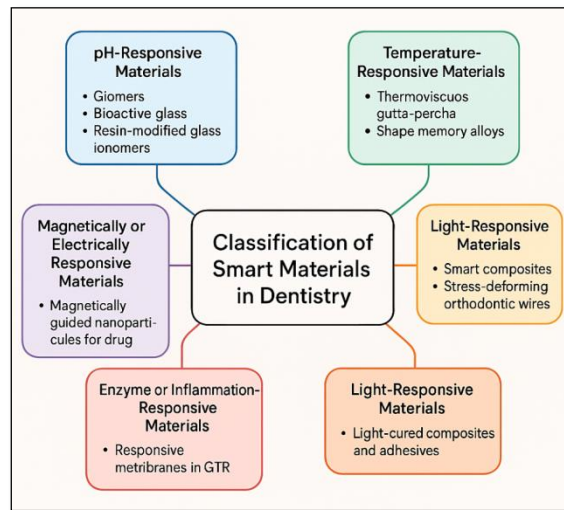 pH-Responsive
Materials
• Giomers
• Bioactive glass
• Resin-modified glass
ionomers
Temperature-
Responsive Materials
• Thermoviscuos
gutta-percha
• Shape memory alloys
Magnetically or
Electrically
Responsive
Materials
• Magnetically
guided nanoparti-
cules for drug
Classification of
Smart Materials
in Dentistry
Light-Responsive
Materials
• Smart composites
• Stress-deforming
orthodontic wires
Enzyme or Inflammation-
Responsive
Materials
• Responsive
metribranes in GTR
Light-Responsive
Materials
• Light-cured composites
and adhesives